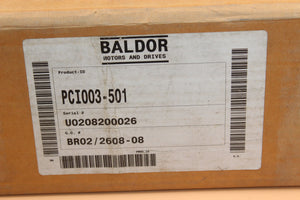 BALDOR
MOTORS AND DRIVES
Product-ID
PCI003-501
Serial #
U0208200026
G.O. #
BR02/2608-08